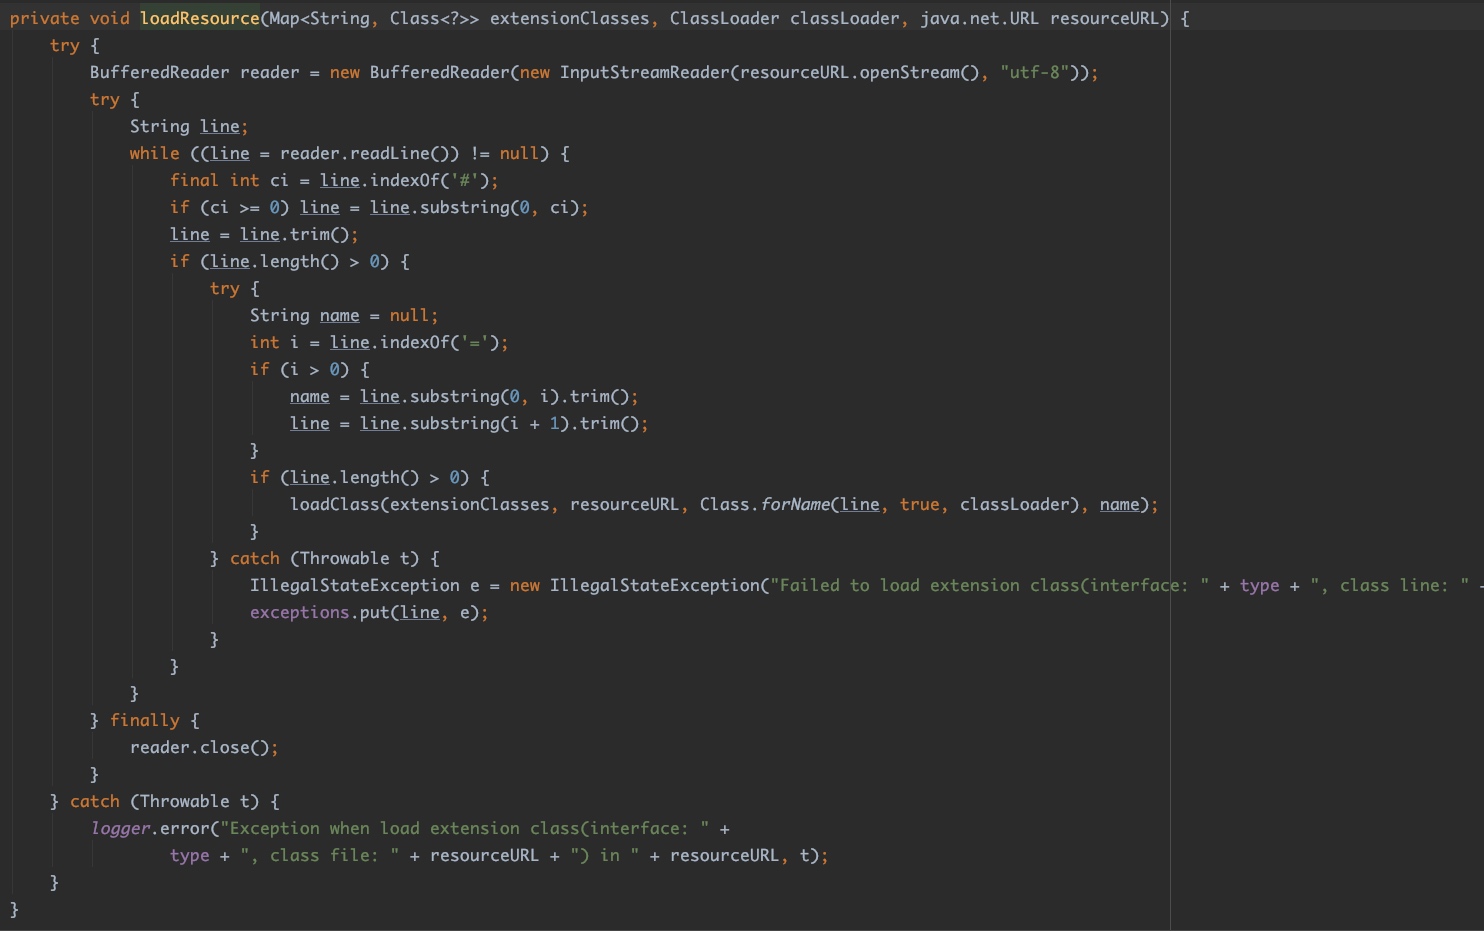 private void loadResource(Map<String, Class<?>> extensionClasses, ClassLoader classLoader, java.net.URL resourceURL) {
    try {
        BufferedReader reader = new BufferedReader(new InputStreamReader(resourceURL.openStream(), "utf-8"));
        try {
            String line;
            while ((line = reader.readLine()) != null) {
                final int ci = line.indexOf('#');
                if (ci >= 0) line = line.substring(0, ci);
                line = line.trim();
                if (line.length() > 0) {
                    try {
                        String name = null;
                        int i = line.indexOf('=');
                        if (i > 0) {
                            name = line.substring(0, i).trim();
                            line = line.substring(i + 1).trim();
                        }
                        if (line.length() > 0) {
                            loadClass(extensionClasses, resourceURL, Class.forName(line, true, classLoader), name);
                        }
                    } catch (Throwable t) {
                        IllegalStateException e = new IllegalStateException("Failed to load extension class(interface: " + type + ", class line: " +
                        exceptions.put(line, e);
                    }
                }
            }
        } finally {
            reader.close();
        }
    } catch (Throwable t) {
        logger.error("Exception when load extension class(interface: " +
                type + ", class file: " + resourceURL + ") in " + resourceURL, t);
    }
}